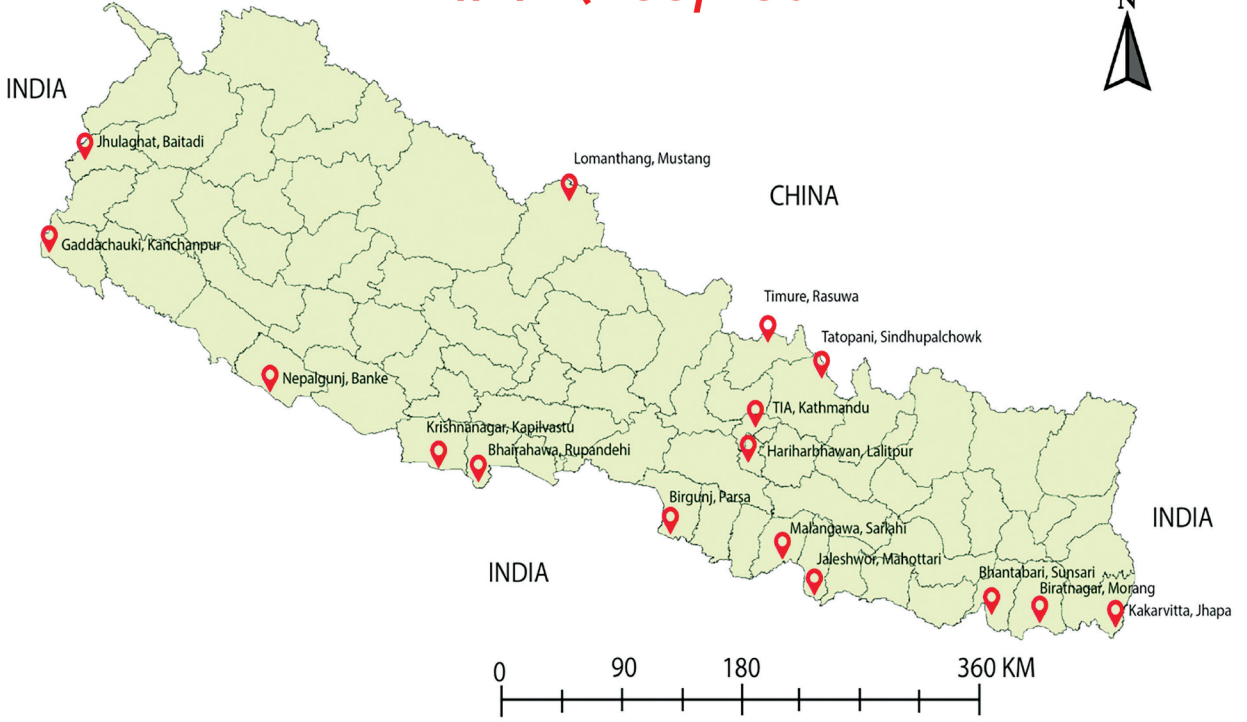 N
INDIA
Jhulaghat, Baitadi
Lomanthang, Mustang
CHINA
Gaddachauki, Kanchanpur
Timure, Rasuwa
Tatopani, Sindhupalchowk
Nepalgunj, Banke
TIA, Kathmandu
Krishnanagar, Kapilvastu
Bhairahawa, Rupandehi
Hariharbhawan, Lalitpur
Birgunj, Parsa
INDIA
Malangawa, Sarlahi
Jaleshwor, Mahottari
INDIA
Bhantabari, Sunsari
Biratnagar, Morang
Kakarvitta, Jhapa
0 90 180 360 KM